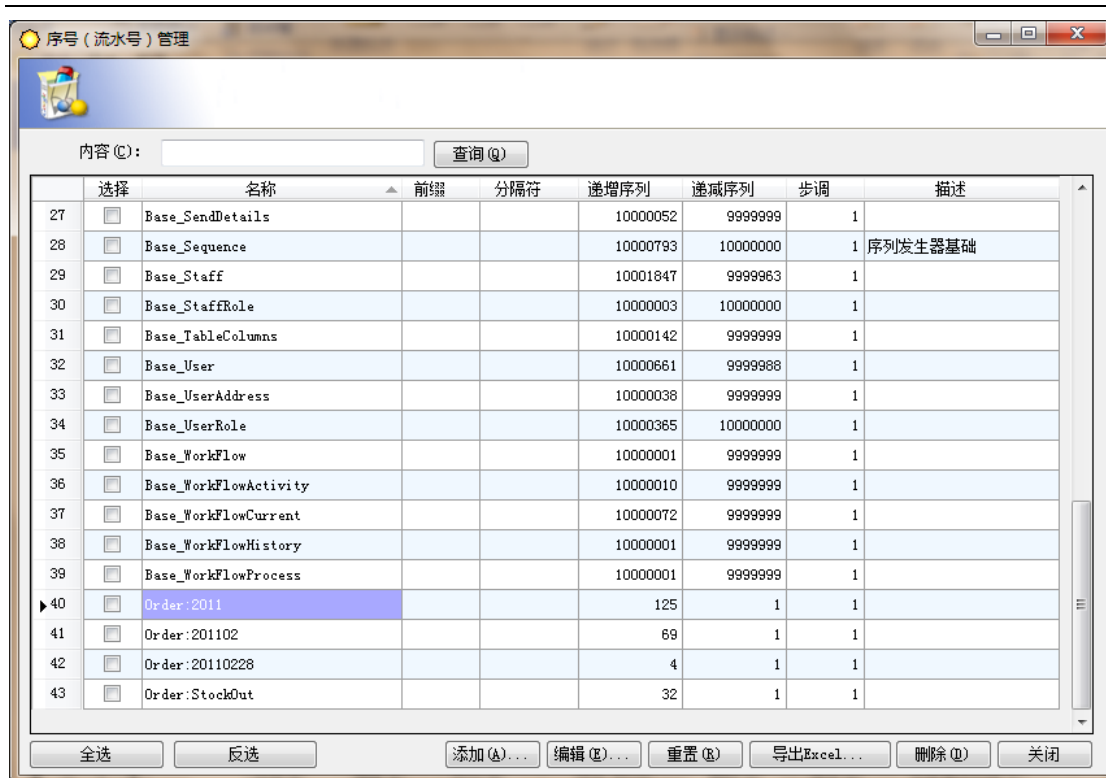 序号(流水号)管理
内容(C): 查询(Q)
选择 名称 前缀 分隔符 递增序列 递减序列 步调 描述
27 Base_SendDetails 10000052 9999999 1
28 Base_Sequence 10000793 10000000 1 序列发生器基础
29 Base_Staff 10001847 9999963 1
30 Base_StaffRole 10000003 10000000 1
31 Base_TableColumns 10000142 9999999 1
32 Base_User 10000661 9999988 1
33 Base_UserAddress 10000038 9999999 1
34 Base_UserRole 10000365 10000000 1
35 Base_WorkFlow 10000001 9999999 1
36 Base_WorkFlowActivity 10000010 9999999 1
37 Base_WorkFlowCurrent 10000072 9999999 1
38 Base_WorkFlowHistory 10000001 9999999 1
39 Base_WorkFlowProcess 10000001 9999999 1
40 Order:2011 125 1 1
41 Order:201102 69 1 1
42 Order:20110228 4 1 1
43 Order:StockOut 32 1 1
全选 反选 添加(A)... 编辑(E)... 重置(R) 导出Excel... 删除(D) 关闭